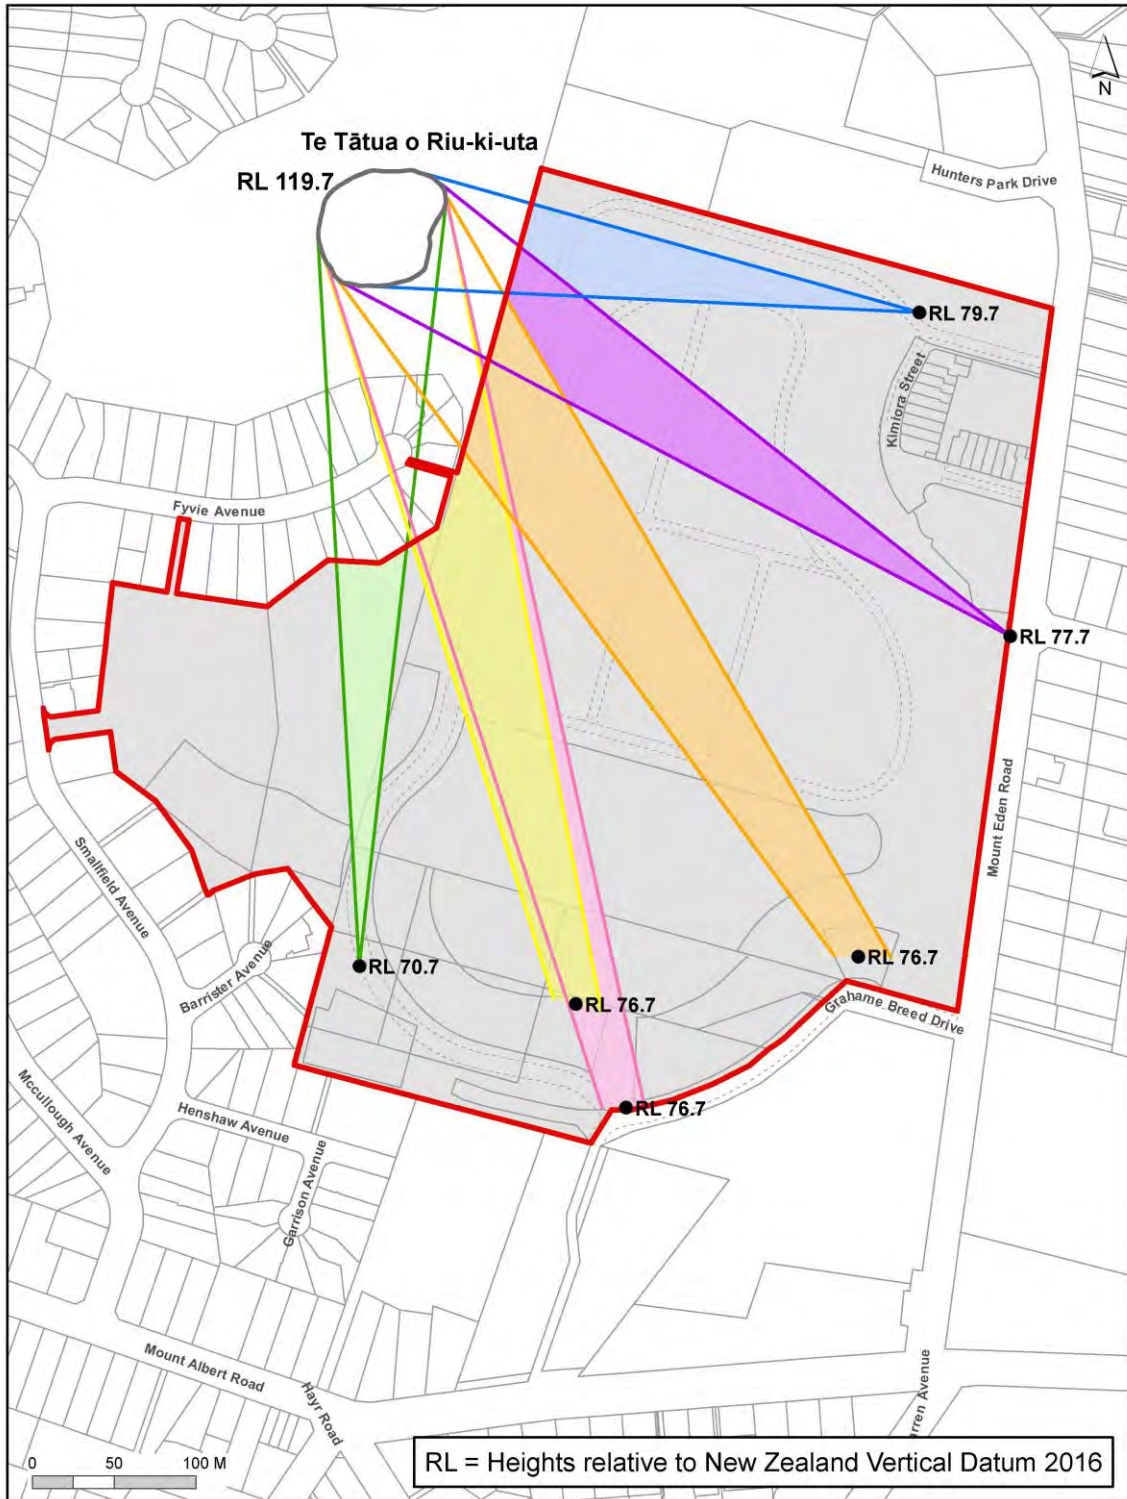 N
Te Tātua o Riu-ki-uta
RL 119.7
Hunters Park Drive
RL 79.7
Kimiora Street
Fyvie Avenue
RL 77.7
Mount Eden Road
Smallfield Avenue
Barrister Avenue
RL 70.7
RL 76.7
RL 76.7
Grahame Breed Drive
RL 76.7
Mccullough Avenue
Henshaw Avenue
Garrison Avenue
Mount Albert Road
Hayr Road
rren Avenue
0 50 100 M
RL = Heights relative to New Zealand Vertical Datum 2016